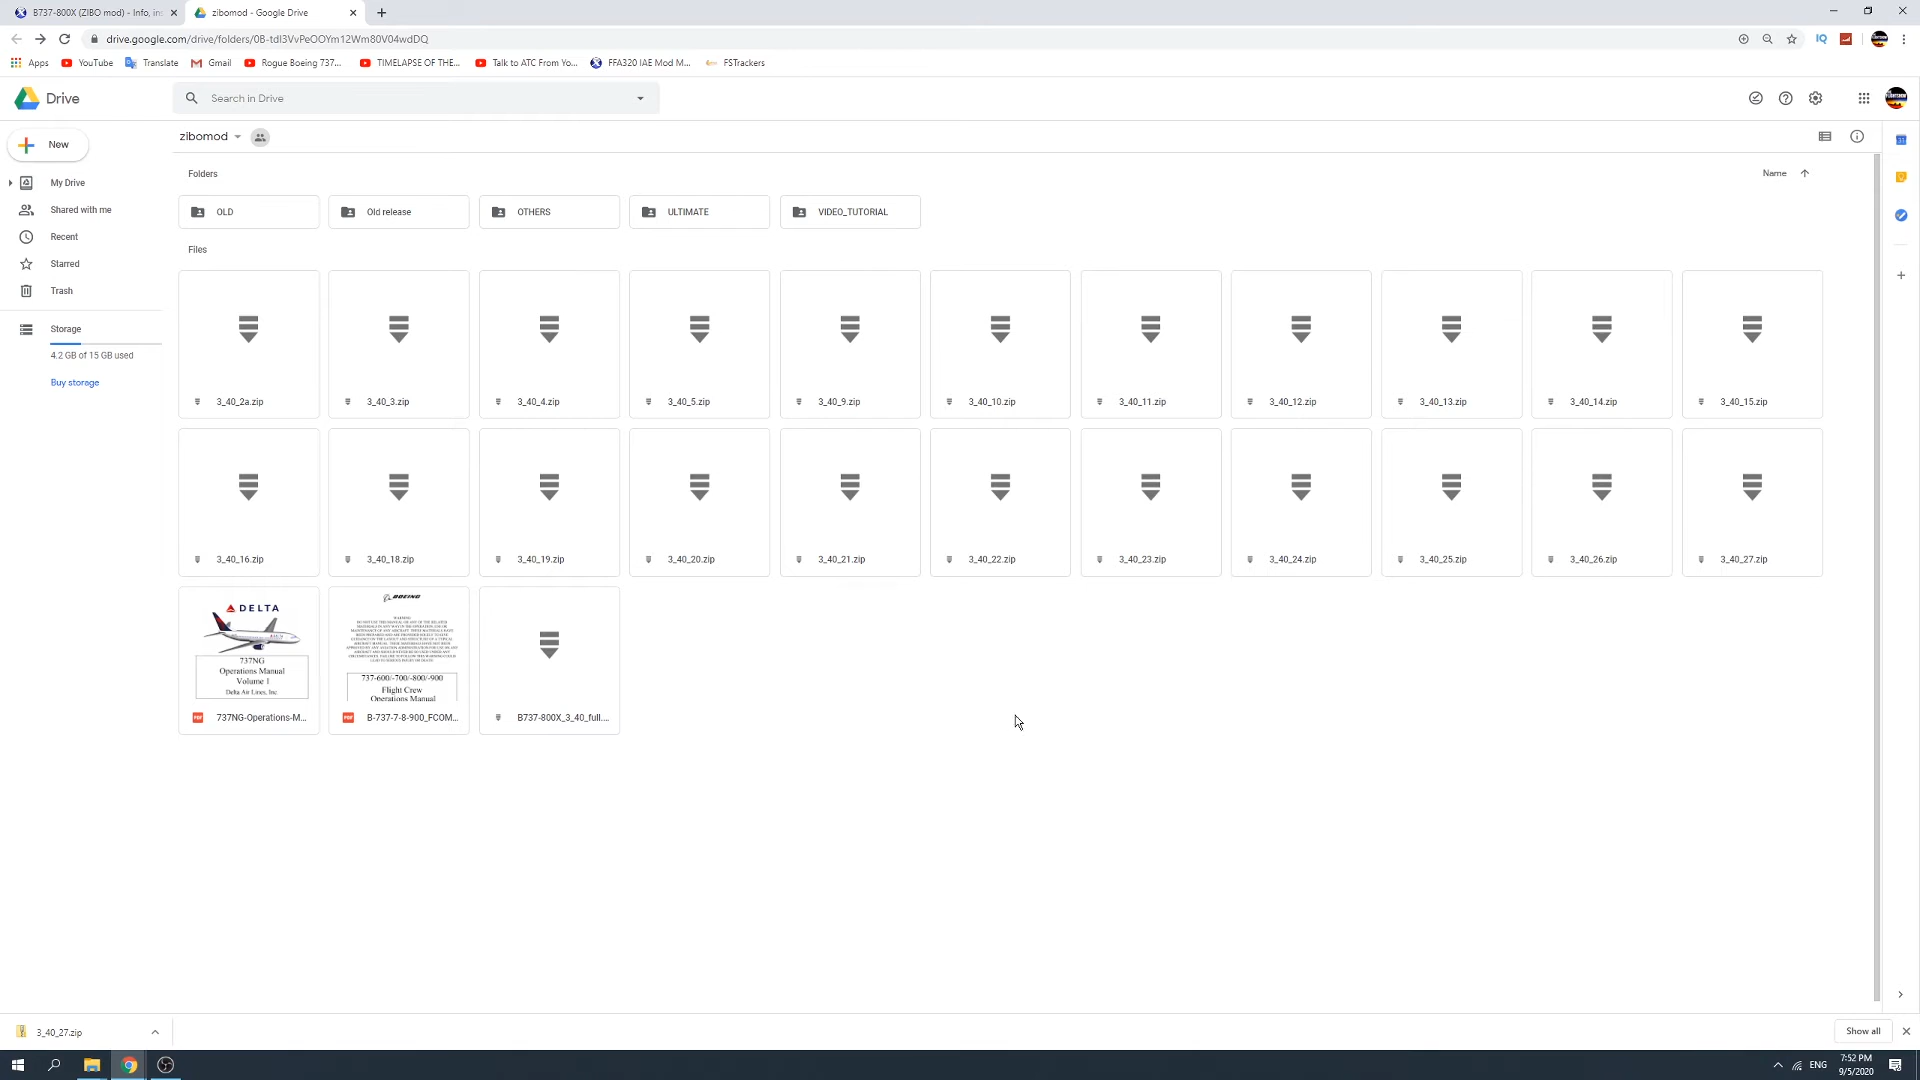 B737-800X (ZIBO mod) - Info, ins
zibomod - Google Drive
drive.google.com/drive/folders/0B-tdl3VvPeOOYm12Wm80V04wdDQ
Apps
YouTube
Translate
Gmail
Rogue Boeing 737...
TIMELAPSE OF THE...
Talk to ATC From Yo...
FFA320 IAE Mod M...
FSTrackers
Drive
Search in Drive
New
zibomod
My Drive
Shared with me
Recent
Starred
Trash
Storage
4.2 GB of 15 GB used
Buy storage
Folders
Name
OLD
Old release
OTHERS
ULTIMATE
VIDEO_TUTORIAL
Files
3_40_2a.zip
3_40_3.zip
3_40_4.zip
3_40_5.zip
3_40_9.zip
3_40_10.zip
3_40_11.zip
3_40_12.zip
3_40_13.zip
3_40_14.zip
3_40_15.zip
3_40_16.zip
3_40_18.zip
3_40_19.zip
3_40_20.zip
3_40_21.zip
3_40_22.zip
3_40_23.zip
3_40_24.zip
3_40_25.zip
3_40_26.zip
3_40_27.zip
DELTA
737NG
Operations Manual
Volume 1
Delta Air Lines, Inc.
737NG-Operations-M...
BOEING
737-600/-700/-800/-900
Flight Crew
Operations Manual
B-737-7-8-900_FCOM...
B737-800X_3_40_full....
3_40_27.zip
Show all
ENG
7:52 PM
9/5/2020